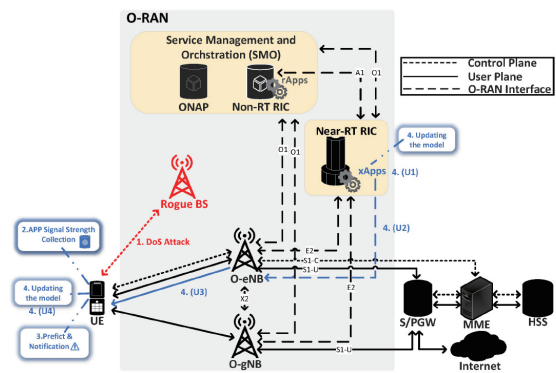 O-RAN
Service Management and
Orchstration (SMO)
rApps
ONAP
Non-RT RIC
A1
O1
Control Plane
User Plane
O-RAN Interface
Near-RT RIC
xApps
4. Updating
the model
4. (U1)
O1
O1
Rogue BS
4. (U2)
2.APP Signal Strength
Collection
1. DoS Attack
4. Updating
the model
4. (U4)
UE
3.Prefict &
Notification
4. (U3)
E2
O-eNB
S1-C
S1-U
X2
E2
O-gNB
S1-U
S/PGW
MME
HSS
Internet